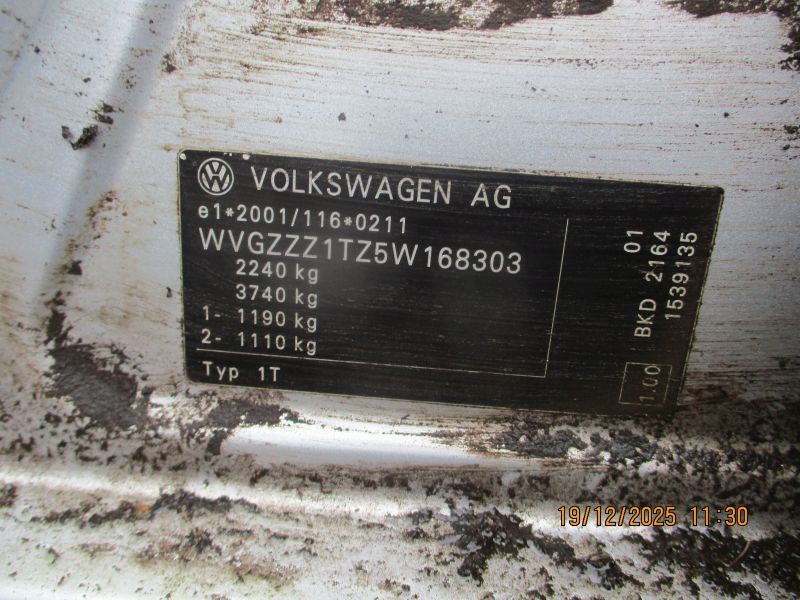 VOLKSWAGEN AG
e1*2001/116*0211
WVGZZZ1TZ5W168303
2240 kg
3740 kg
1- 1190 kg
2- 1110 kg
Typ 1T
01
BKD 2164
1539135
1.00
19/12/2025 11:30